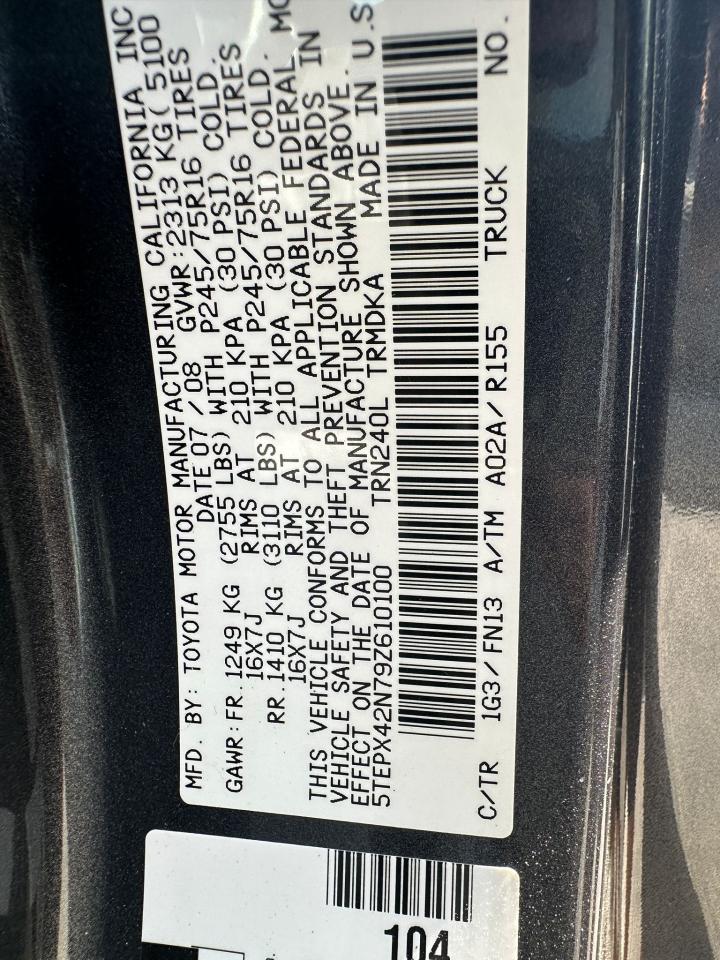 MFD. BY: TOYOTA MOTOR MANUFACTURING CALIFORNIA INC
DATE 07 / 08 GVWR: 2313 KG( 5100
GAWR: FR. 1249 KG (2755 LBS) WITH P245/75R16 TIRES
16X7J RIMS AT 210 KPA (30 PSI) COLD.
RR. 1410 KG (3110 LBS) WITH P245/75R16 TIRES
16X7J RIMS AT 210 KPA (30 PSI) COLD.
THIS VEHICLE CONFORMS TO ALL APPLICABLE FEDERAL MO
VEHICLE SAFETY AND THEFT PREVENTION STANDARDS IN
EFFECT ON THE DATE OF MANUFACTURE SHOWN ABOVE.
5TEPX42N79Z610100 TRN240L TRMDKA MADE IN U.S
C/TR 1G3/FN13 A/TM A02A/R155 TRUCK NO.
104